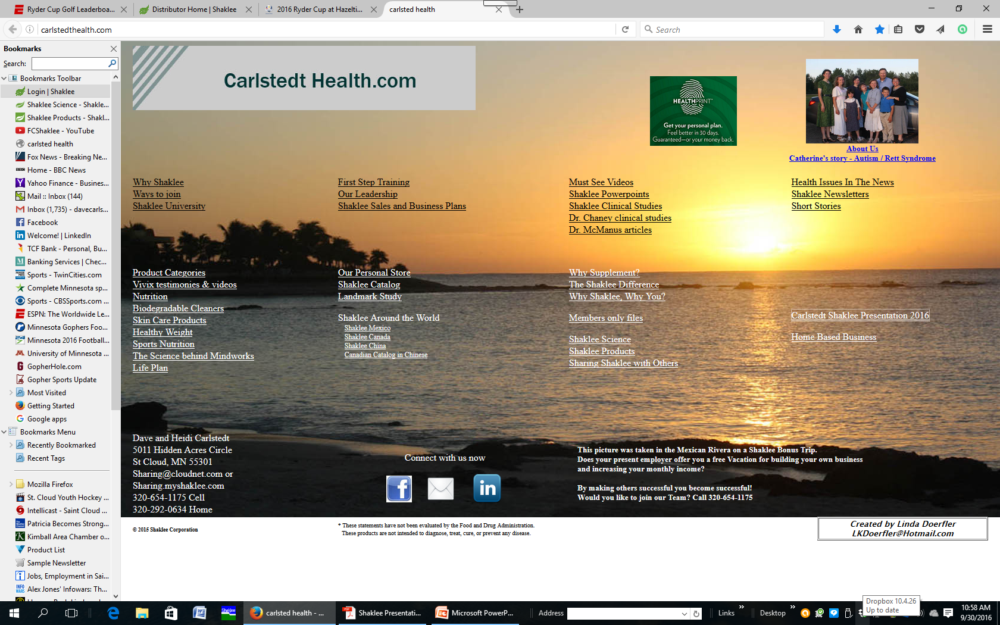 Ryder Cup Golf Leaderboa...
Distributor Home | Shaklee
2016 Ryder Cup at Hazelti...
carlsted health
carlstedthealth.com
Search
Bookmarks
Search:
Bookmarks Toolbar
Login | Shaklee
Shaklee Science - Shakle...
Shaklee Products - Shakl...
FCShaklee - YouTube
carlsted health
Fox News - Breaking Ne...
Home - BBC News
Yahoo Finance - Busines...
Mail :: Inbox (144)
Inbox (1,735) - davecarls...
Facebook
Welcome! | LinkedIn
TCF Bank - Personal, Bu...
Banking Services | Chec...
Sports - TwinCities.com
Complete Minnesota sp...
Sports - CBSSports.com ...
ESPN: The Worldwide Le...
Minnesota Gophers Foo...
Minnesota 2016 Football...
University of Minnesota ...
GopherHole.com
Gopher Sports Update
Most Visited
Getting Started
Google apps
Bookmarks Menu
Recently Bookmarked
Recent Tags
Mozilla Firefox
St. Cloud Youth Hockey ...
Intellicast - Saint Cloud ...
Patricia Becomes Strong...
Kimball Area Chamber o...
Product List
Sample Newsletter
Jobs, Employment in Sai...
Alex Jones' Infowars: Th...
Carlstedt Health.com
HEALTHPRINT
Get your personal plan.
Feel better in 30 days.
Guaranteed—or your money back.
About Us
Catherine's story - Autism / Rett Syndrome
Why Shaklee
Ways to join
Shaklee University
First Step Training
Our Leadership
Shaklee Sales and Business Plans
Must See Videos
Shaklee Powerpoints
Shaklee Clinical Studies
Dr. Chaney clinical studies
Dr. McManus articles
Health Issues In The News
Shaklee Newsletters
Short Stories
Product Categories
Vivix testimonies & videos
Nutrition
Biodegradable Cleaners
Skin Care Products
Healthy Weight
Sports Nutrition
The Science behind Mindworks
Life Plan
Our Personal Store
Shaklee Catalog
Landmark Study
Shaklee Around the World
Shaklee Mexico
Shaklee Canada
Shaklee China
Canadian Catalog in Chinese
Why Supplement?
The Shaklee Difference
Why Shaklee, Why You?
Members only files
Shaklee Science
Shaklee Products
Sharing Shaklee with Others
Carlstedt Shaklee Presentation 2016
Home Based Business
Dave and Heidi Carlstedt
5011 Hidden Acres Circle
St Cloud, MN 55301
Sharing@cloudnet.com or
Sharing.myshaklee.com
320-654-1175 Cell
320-292-0634 Home
Connect with us now
This picture was taken in the Mexican Rivera on a Shaklee Bonus Trip.
Does your present employer offer you a free Vacation for building your own business
and increasing your monthly income?
By making others successful you become successful!
Would you like to join our Team? Call 320-654-1175
© 2015 Shaklee Corporation
* These statements have not been evaluated by the Food and Drug Administration.
These products are not intended to diagnose, treat, cure, or prevent any disease.
Created by Linda Doerfler
LKDoerfler@Hotmail.com
Dropbox 10.4.26
Up to date
Shaklee
carlsted health - ...
Shaklee Presentati...
Microsoft PowerP...
Address
Links
Desktop
10:58 AM
9/30/2016